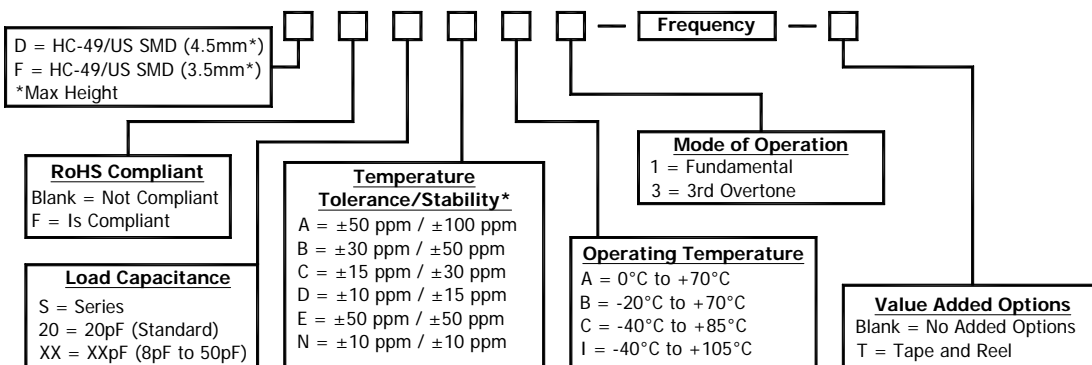 Frequency
D = HC-49/US SMD (4.5mm*)
F = HC-49/US SMD (3.5mm*)
*Max Height
RoHS Compliant
Blank = Not Compliant
F = Is Compliant
Load Capacitance
S = Series
20 = 20pF (Standard)
XX = XXpF (8pF to 50pF)
Temperature
Tolerance/Stability*
A = ±50 ppm / ±100 ppm
B = ±30 ppm / ±50 ppm
C = ±15 ppm / ±30 ppm
D = ±10 ppm / ±15 ppm
E = ±50 ppm / ±50 ppm
N = ±10 ppm / ±10 ppm
Mode of Operation
1 = Fundamental
3 = 3rd Overtone
Operating Temperature
A = 0°C to +70°C
B = -20°C to +70°C
C = -40°C to +85°C
I = -40°C to +105°C
Value Added Options
Blank = No Added Options
T = Tape and Reel